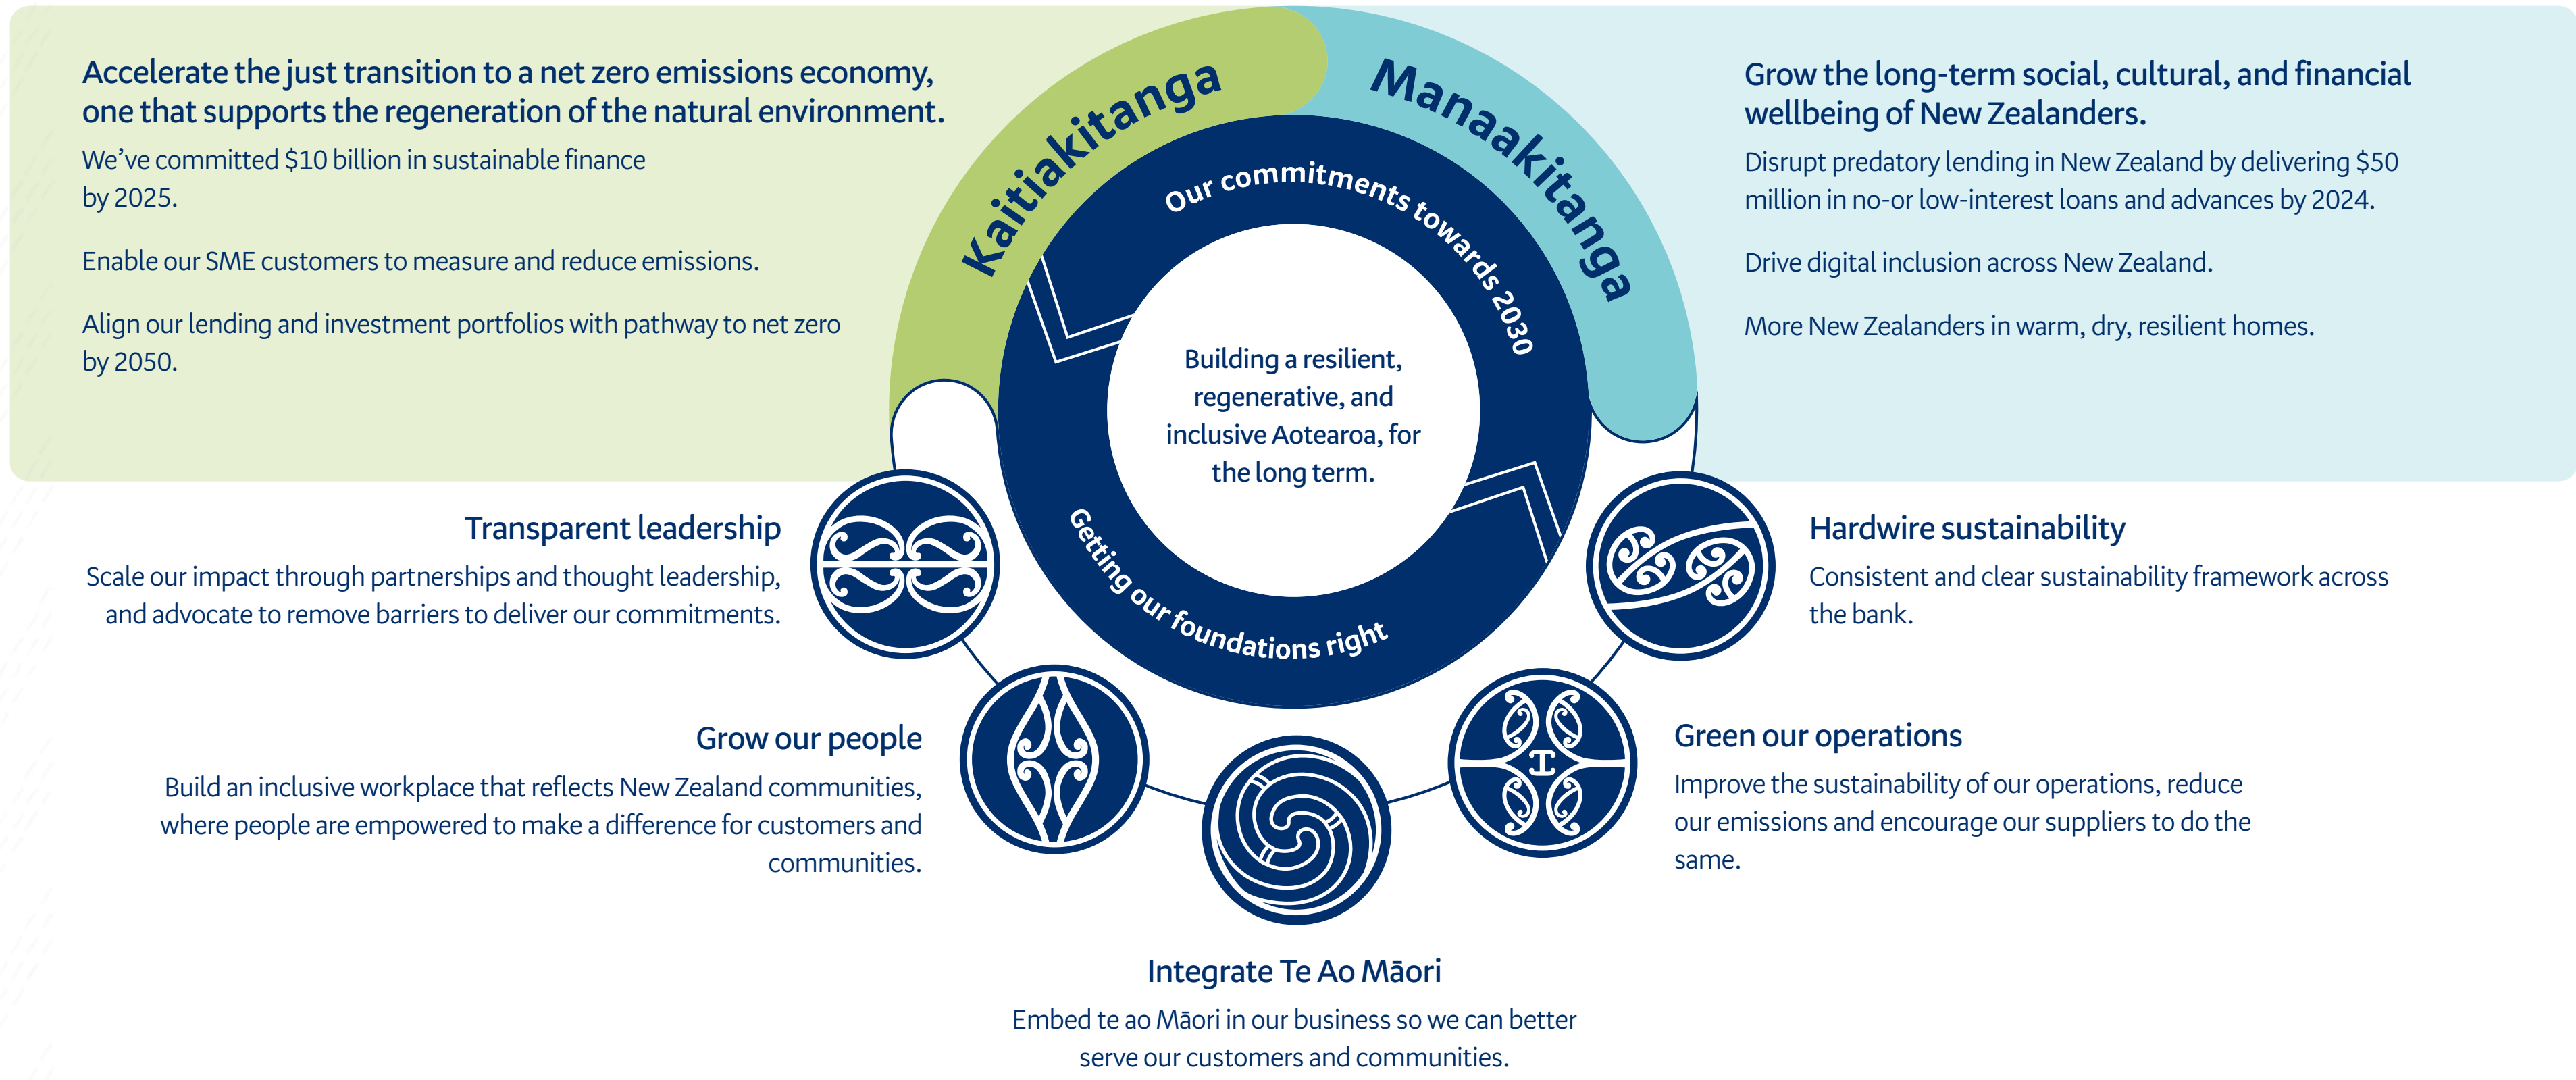 Accelerate the just transition to a net zero emissions economy,
one that supports the regeneration of the natural environment.
We've committed $10 billion in sustainable finance
by 2025.
Enable our SME customers to measure and reduce emissions.
Align our lending and investment portfolios with pathway to net zero
by 2050.
Kaitiakitanga
Manaakitanga
Our commitments towards 2030
Building a resilient,
regenerative, and
inclusive Aotearoa, for
the long term.
Getting our foundations right
Grow the long-term social, cultural, and financial
wellbeing of New Zealanders.
Disrupt predatory lending in New Zealand by delivering $50
million in no-or low-interest loans and advances by 2024.
Drive digital inclusion across New Zealand.
More New Zealanders in warm, dry, resilient homes.
Transparent leadership
Scale our impact through partnerships and thought leadership,
and advocate to remove barriers to deliver our commitments.
Hardwire sustainability
Consistent and clear sustainability framework across
the bank.
Grow our people
Build an inclusive workplace that reflects New Zealand communities,
where people are empowered to make a difference for customers and
communities.
Green our operations
Improve the sustainability of our operations, reduce
our emissions and encourage our suppliers to do the
same.
Integrate Te Ao Māori
Embed te ao Māori in our business so we can better
serve our customers and communities.